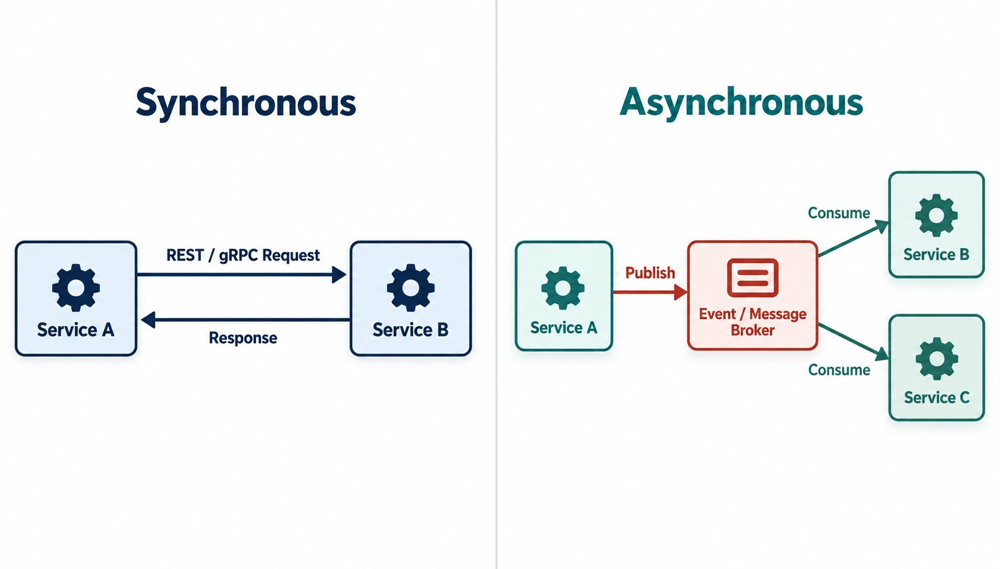 Synchronous
REST / gRPC Request
Service A
Service B
Response
Asynchronous
Consume
Service B
Publish
Service A
Event / Message
Broker
Consume
Service C